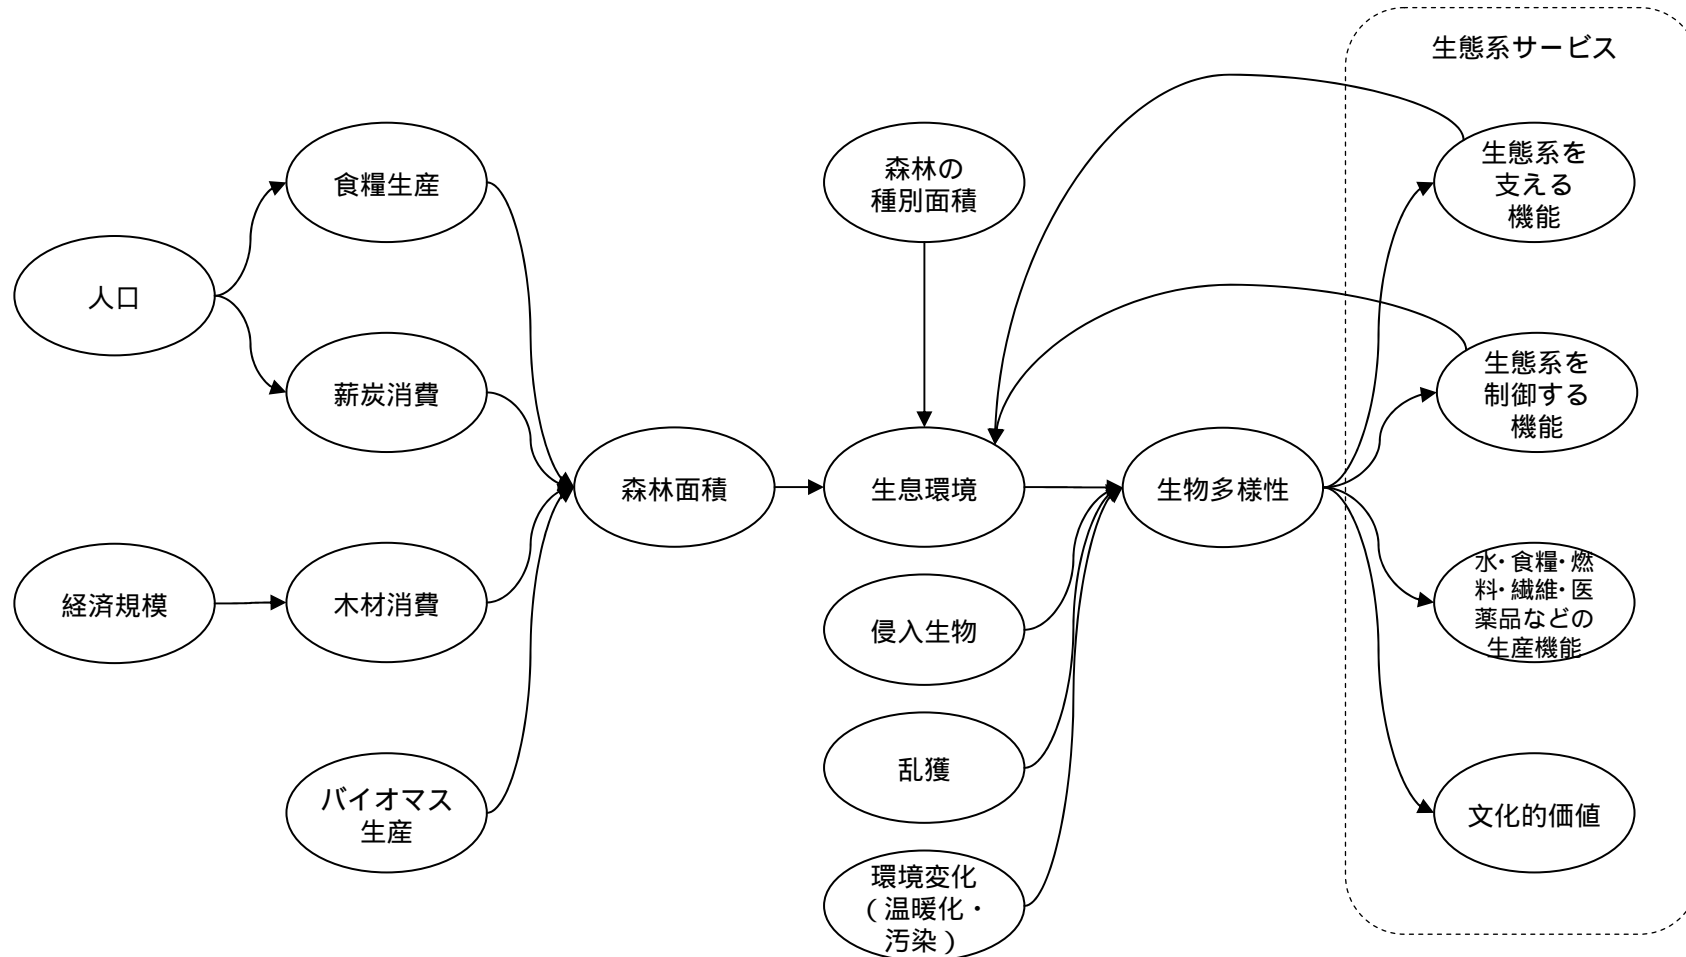 生態系サービス
食糧生産
森林の
種別面積
生態系を
支える
機能
人口
薪炭消費
生態系を
制御する
機能
森林面積
生息環境
生物多様性
経済規模
木材消費
水・食糧・燃
料・繊維・医
薬品などの
生産機能
侵入生物
乱獲
バイオマス
生産
文化的価値
環境変化
(温暖化・
汚染)